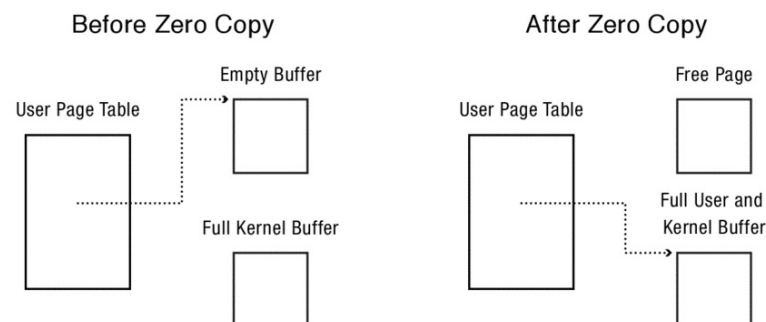 Before Zero Copy
Empty Buffer
User Page Table
Full Kernel Buffer
After Zero Copy
Free Page
User Page Table
Full User and
Kernel Buffer